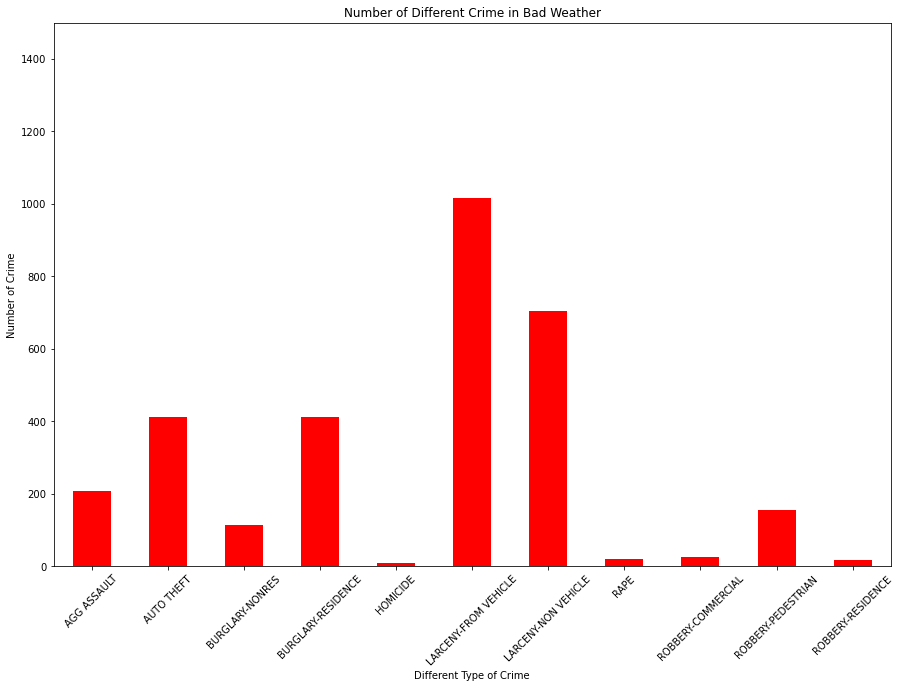 Number of Different Crime in Bad Weather
1400
1200
1000
800
600
400
200
0
Number of Crime
AGG ASSAULT
AUTO THEFT
BURGLARY-NONRES
BURGLARY-RESIDENCE
HOMICIDE
LARCENY-FROM VEHICLE
LARCENY-NON VEHICLE
RAPE
ROBBERY-COMMERCIAL
ROBBERY-PEDESTRIAN
ROBBERY-RESIDENCE
Different Type of Crime